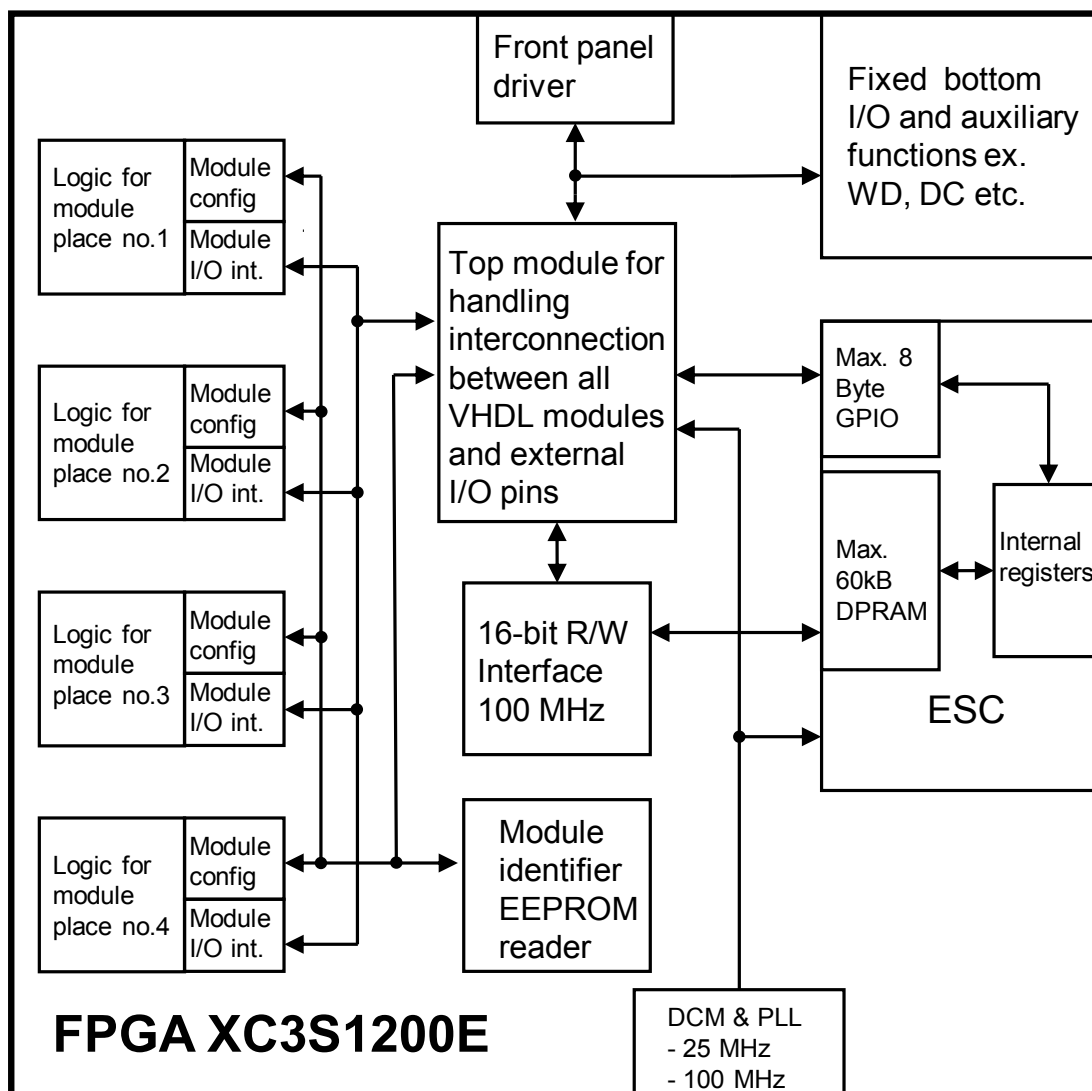 Front panel
driver
Fixed bottom
I/O and auxiliary
functions ex.
WD, DC etc.
Logic for
module
place no.1
Module
config
Module
I/O int.
Top module for
handling
interconnection
between all
VHDL modules
and external
I/O pins
Max. 8
Byte
GPIO
Logic for
module
place no.2
Module
config
Module
I/O int.
Max.
60kB
DPRAM
Internal
registers
ESC
Logic for
module
place no.3
Module
config
Module
I/O int.
16-bit R/W
Interface
100 MHz
Logic for
module
place no.4
Module
config
Module
I/O int.
Module
identifier
EEPROM
reader
FPGA XC3S1200E
DCM & PLL
- 25 MHz
- 100 MHz